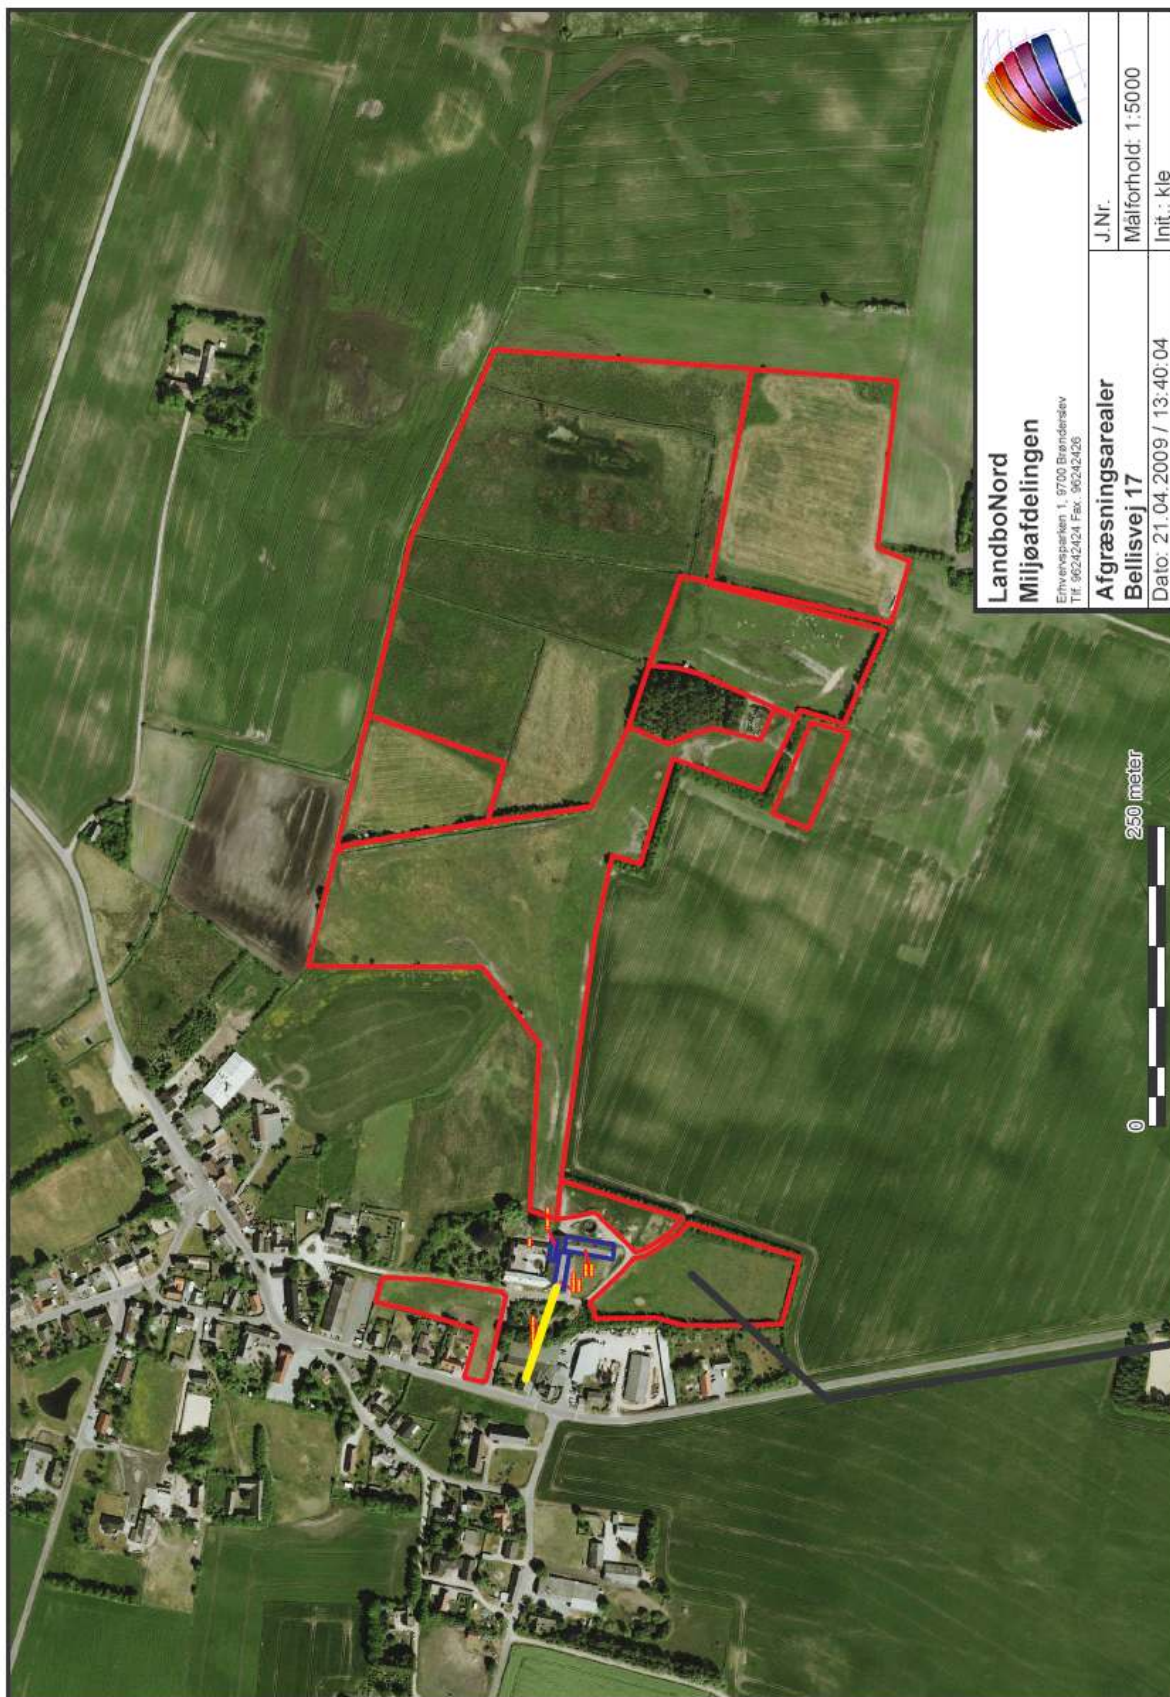 LandboNord
Miljøafdelingen
Erhvervsparken 1, 9700 Brønderslev
Tlf. 96242424 Fax. 96242426
Afgræsningsarealer
Bellisvej 17
Dato: 21.04.2009 / 13:40:04
J.Nr.
Målforhold: 1:5000
Init.: kle
0
250 meter